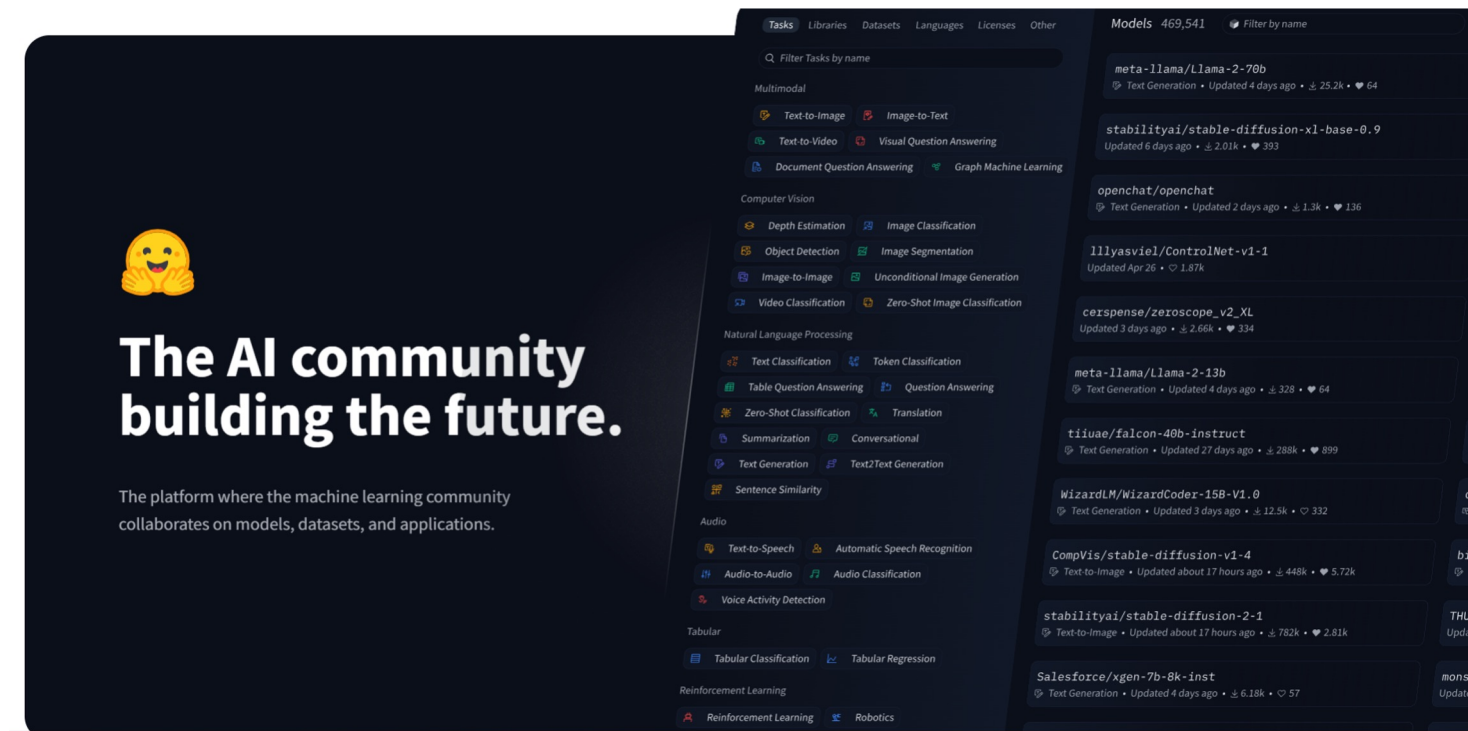 The AI community
building the future.
The platform where the machine learning community
collaborates on models, datasets, and applications.
Tasks Libraries Datasets Languages Licenses Other
Filter Tasks by name
Multimodal
Text-to-Image Image-to-Text
Text-to-Video Visual Question Answering
Document Question Answering Graph Machine Learning
Computer Vision
Depth Estimation Image Classification
Object Detection Image Segmentation
Image-to-Image Unconditional Image Generation
Video Classification Zero-Shot Image Classification
Natural Language Processing
Text Classification Token Classification
Table Question Answering Question Answering
Zero-Shot Classification Translation
Summarization Conversational
Text Generation Text2Text Generation
Sentence Similarity
Audio
Text-to-Speech Automatic Speech Recognition
Audio-to-Audio Audio Classification
Voice Activity Detection
Tabular
Tabular Classification Tabular Regression
Reinforcement Learning
Reinforcement Learning Robotics
Models 469,541 Filter by name
meta-llama/Llama-2-70b
Text Generation • Updated 4 days ago • 25.2k • 64
stabilityai/stable-diffusion-xl-base-0.9
Updated 6 days ago • 2.01k • 393
openchat/openchat
Text Generation • Updated 2 days ago • 1.3k • 136
lllyasviel/ControlNet-v1-1
Updated Apr 26 • 1.87k
cerspense/zeroscope_v2_XL
Updated 3 days ago • 2.66k • 334
meta-llama/Llama-2-13b
Text Generation • Updated 4 days ago • 328 • 64
tiiuae/falcon-40b-instruct
Text Generation • Updated 27 days ago • 288k • 899
WizardLM/WizardCoder-15B-V1.0
Text Generation • Updated 3 days ago • 12.5k • 332
CompVis/stable-diffusion-v1-4
Text-to-Image • Updated about 17 hours ago • 448k • 5.72k
stabilityai/stable-diffusion-2-1
Text-to-Image • Updated about 17 hours ago • 782k • 2.81k
Salesforce/xgen-7b-8k-inst
Text Generation • Updated 4 days ago • 6.18k • 57